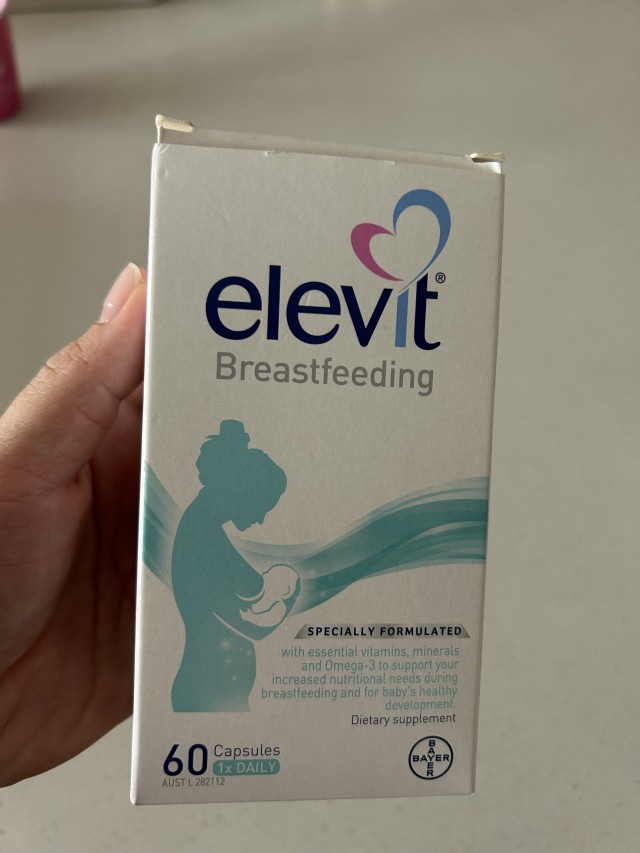 elevit®
Breastfeeding
SPECIALLY FORMULATED
with essential vitamins, minerals
and Omega-3 to support your
increased nutritional needs during
breastfeeding and for baby's healthy
development.
Dietary supplement
60 Capsules
1x DAILY
AUST L 282112
BAYER
BAYER